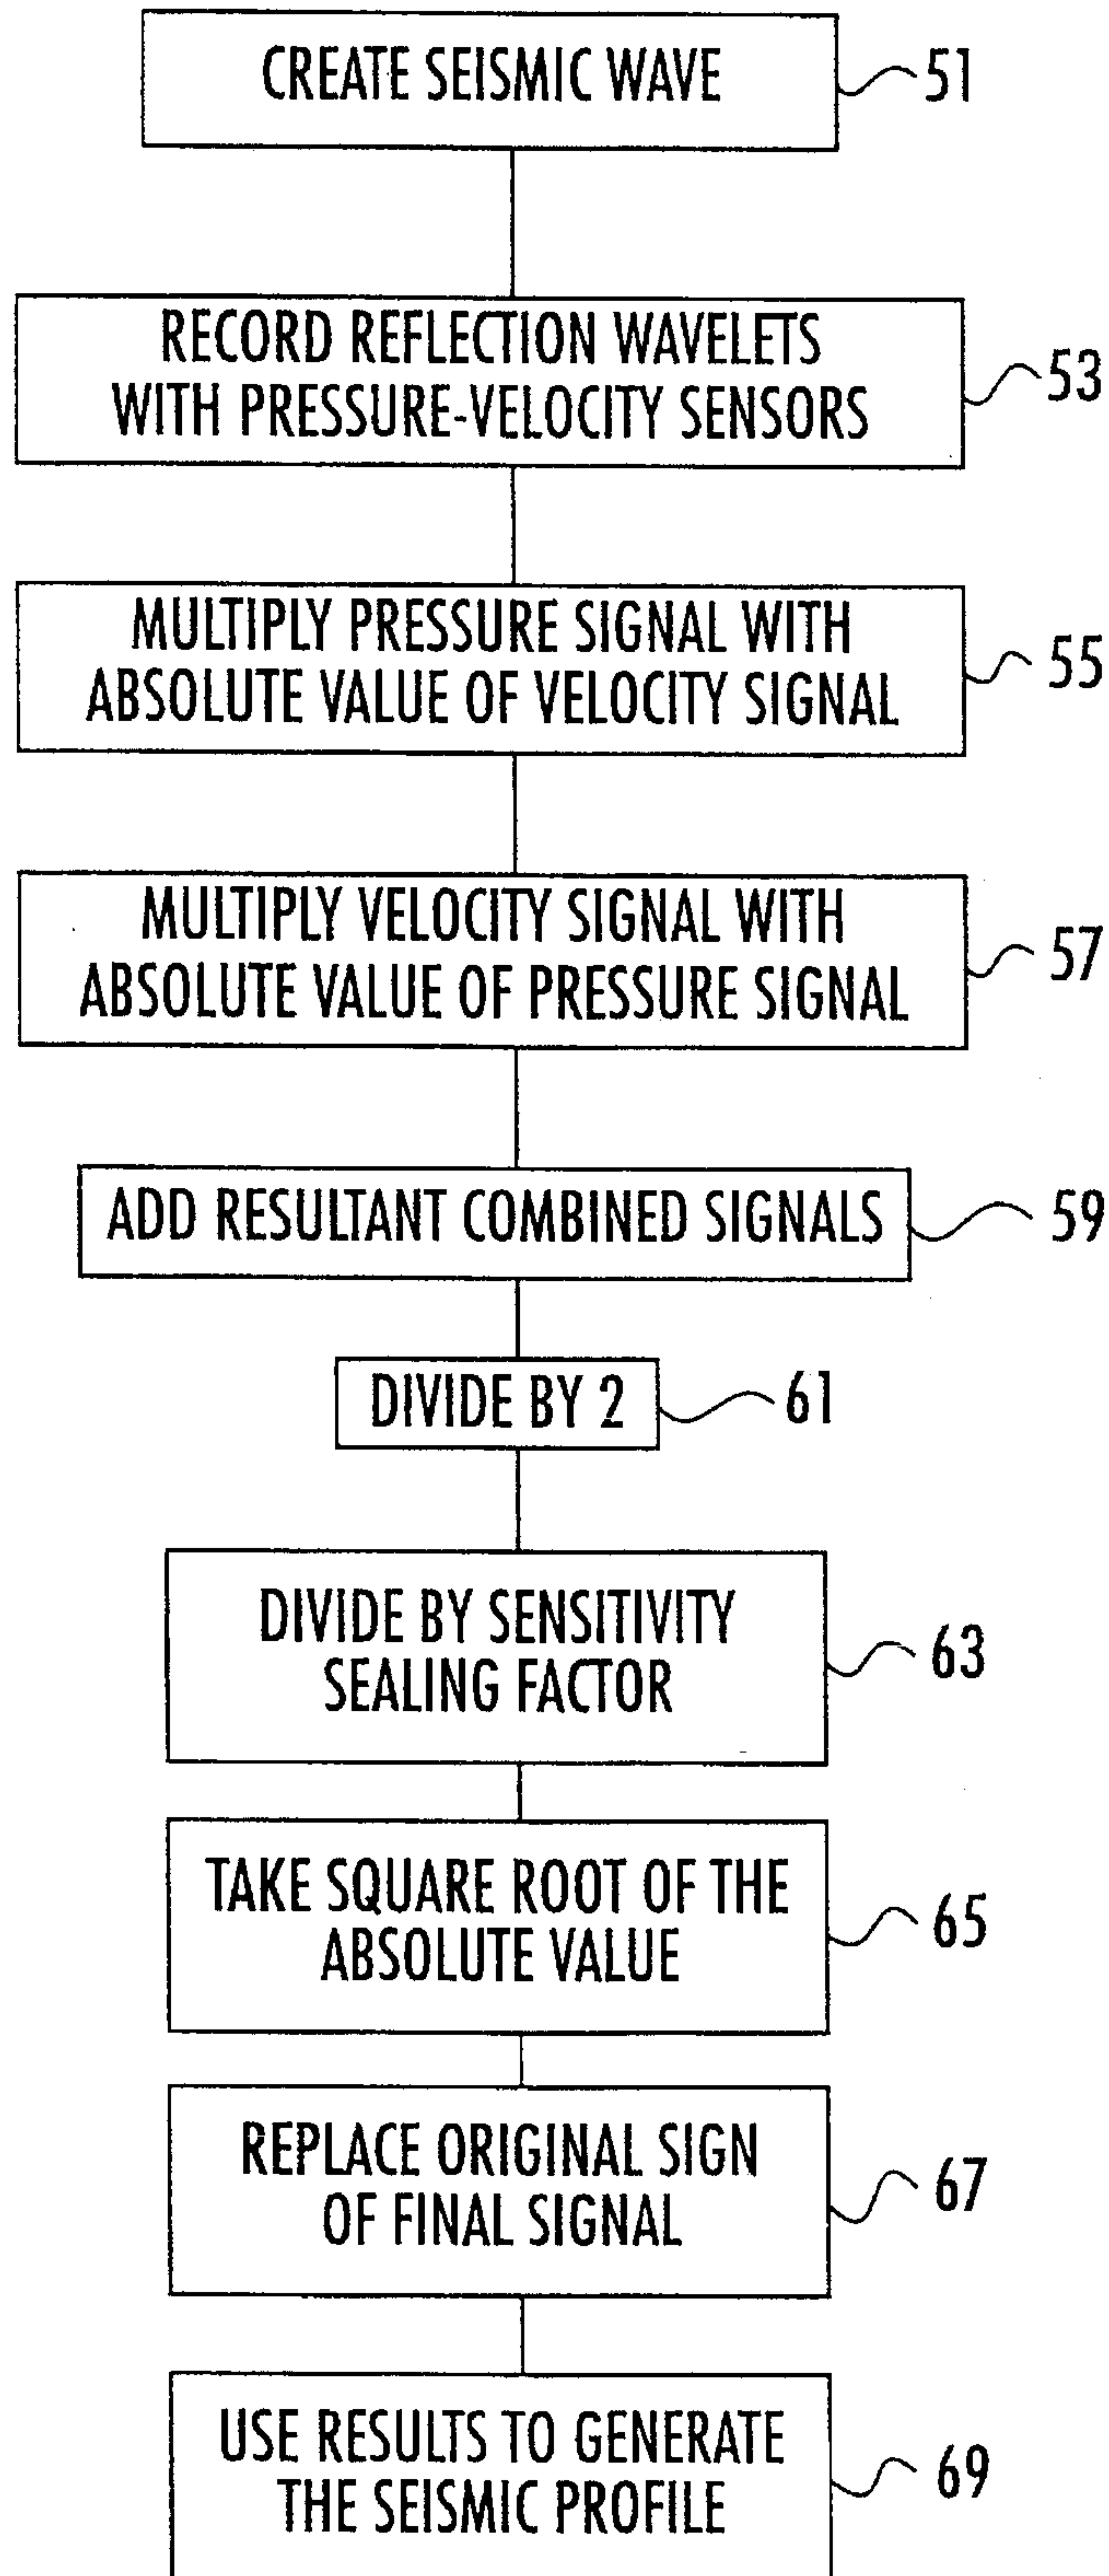 CREATE SEISMIC WAVE 51
RECORD REFLECTION WAVELETS
WITH PRESSURE-VELOCITY SENSORS 53
MULTIPLY PRESSURE SIGNAL WITH
ABSOLUTE VALUE OF VELOCITY SIGNAL 55
MULTIPLY VELOCITY SIGNAL WITH
ABSOLUTE VALUE OF PRESSURE SIGNAL 57
ADD RESULTANT COMBINED SIGNALS 59
DIVIDE BY 2 61
DIVIDE BY SENSITIVITY
SEALING FACTOR 63
TAKE SQUARE ROOT OF THE
ABSOLUTE VALUE 65
REPLACE ORIGINAL SIGN
OF FINAL SIGNAL 67
USE RESULTS TO GENERATE
THE SEISMIC PROFILE 69